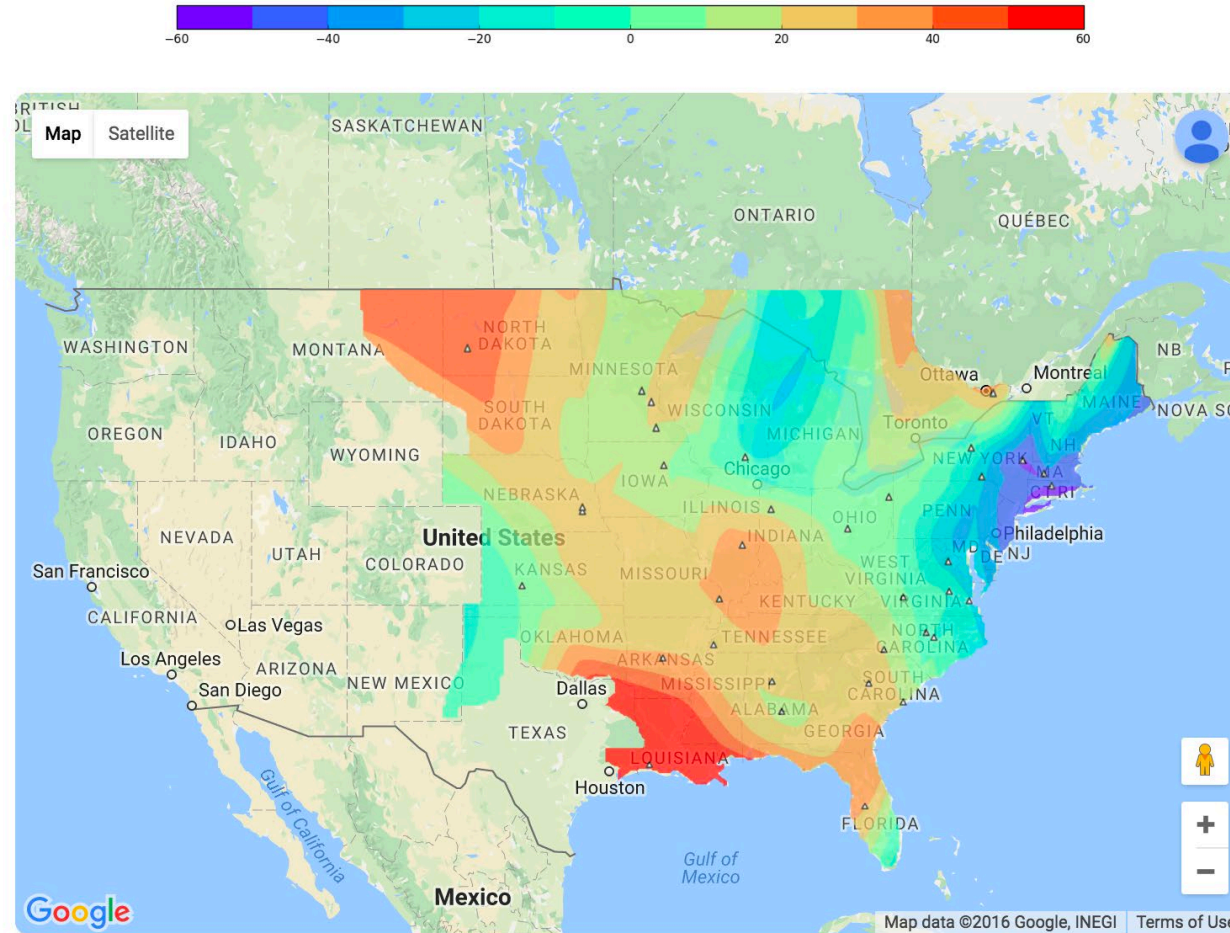 −60
−40
−20
0
20
40
60
BRITISH
Map
Satellite
SASKATCHEWAN
ONTARIO
QUÉBEC
WASHINGTON
MONTANA
NORTH
DAKOTA
MINNESOTA
Ottawa
Montreal
NB
MAINE
NOVA SC
OREGON
IDAHO
WYOMING
SOUTH
DAKOTA
WISCONSIN
MICHIGAN
Toronto
VT
NH
NEW YORK
MA
CT RI
Chicago
IOWA
NEBRASKA
ILLINOIS
INDIANA
OHIO
PENN
Philadelphia
MD
DE NJ
NEVADA
UTAH
COLORADO
United States
KANSAS
MISSOURI
WEST
VIRGINIA
KENTUCKY
VIRGINIA
San Francisco
CALIFORNIA
Las Vegas
Los Angeles
ARIZONA
NEW MEXICO
OKLAHOMA
ARKANSAS
TENNESSEE
NORTH
CAROLINA
San Diego
Dallas
MISSISSIPP
ALABAMA
SOUTH
CAROLINA
TEXAS
GEORGIA
LOUISIANA
Houston
FLORIDA
Gulf of California
Gulf of
Mexico
Mexico
Google
Map data ©2016 Google, INEGI
Terms of Use